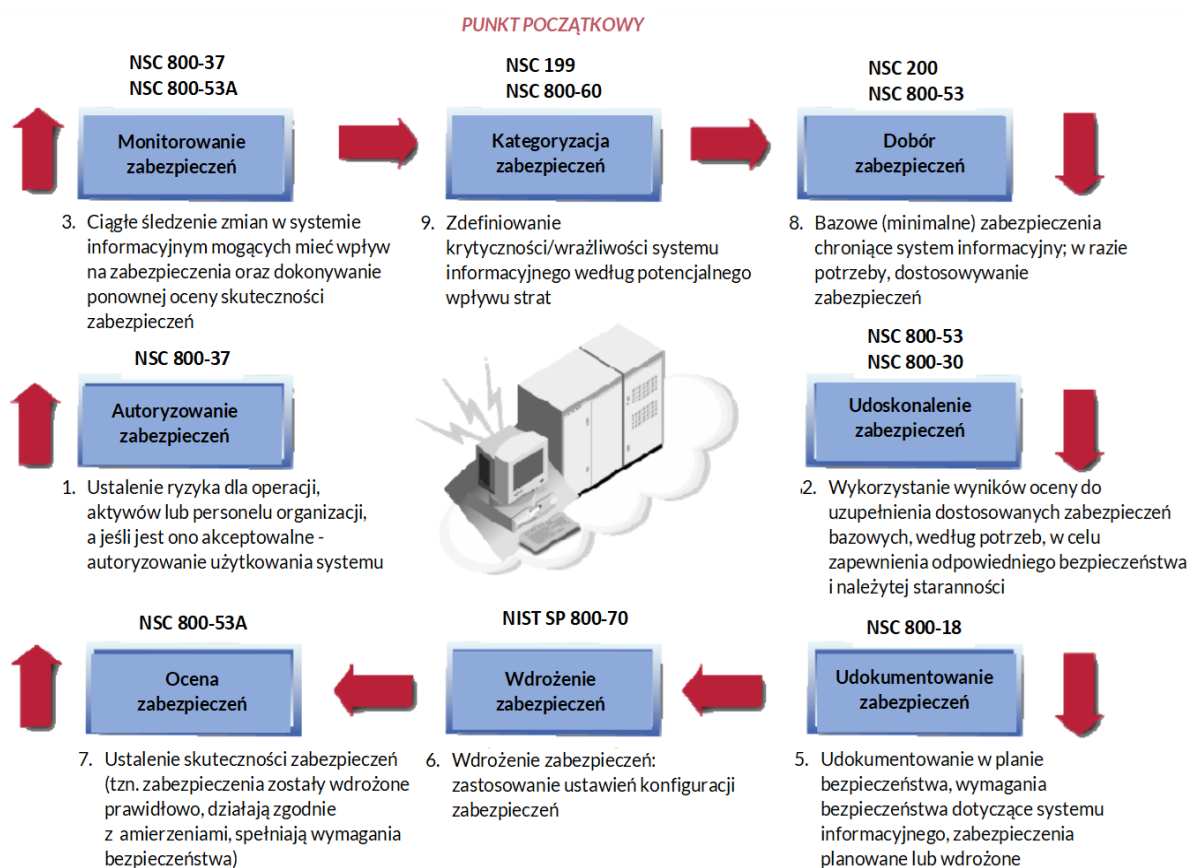 PUNKT POCZĄTKOWY
NSC 800-37
NSC 800-53A
Monitorowanie
zabezpieczeń
3. Ciągłe śledzenie zmian w systemie
informacyjnym mogących mieć wpływ
na zabezpieczenia oraz dokonywanie
ponownej oceny skuteczności
zabezpieczeń
NSC 199
NSC 800-60
Kategoryzacja
zabezpieczeń
9. Zdefiniowanie
krytyczności/wrażliwości systemu
informacyjnego według potencjalnego
wpływu strat
NSC 200
NSC 800-53
Dobór
zabezpieczeń
8. Bazowe (minimalne) zabezpieczenia
chroniące system informacyjny; w razie
potrzeby, dostosowywanie
zabezpieczeń
NSC 800-37
Autoryzowanie
zabezpieczeń
1. Ustalenie ryzyka dla operacji,
aktywów lub personelu organizacji,
a jeśli jest ono akceptowalne -
autoryzowanie użytkowania systemu
NSC 800-53
NSC 800-30
Udoskonalenie
zabezpieczeń
2. Wykorzystanie wyników oceny do
uzupełnienia dostosowanych zabezpieczeń
bazowych, według potrzeb, w celu
zapewnienia odpowiedniego bezpieczeństwa
i należytej staranności
NSC 800-53A
Ocena
zabezpieczeń
7. Ustalenie skuteczności zabezpieczeń
(tzn. zabezpieczenia zostały wdrożone
prawidłowo, działają zgodnie
z amierzeniami, spełniają wymagania
bezpieczeństwa)
NIST SP 800-70
Wdrożenie
zabezpieczeń
6. Wdrożenie zabezpieczeń:
zastosowanie ustawień konfiguracji
zabezpieczeń
NSC 800-18
Udokumentowanie
zabezpieczeń
5. Udokumentowanie w planie
bezpieczeństwa, wymagania
bezpieczeństwa dotyczące systemu
informacyjnego, zabezpieczenia
planowane lub wdrożone